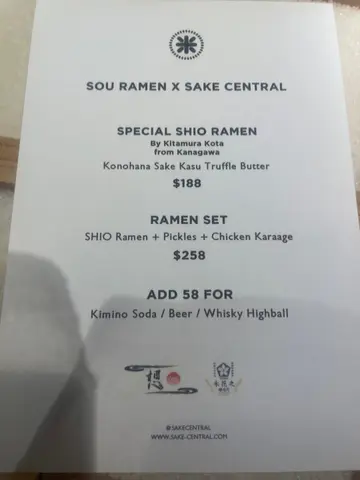 SOU RAMEN X SAKE CENTRAL
SPECIAL SHIO RAMEN
By Kitamura Kota
from Kanagawa
Konohana Sake Kasu Truffle Butter
$188
RAMEN SET
SHIO Ramen + Pickles + Chicken Karaage
$258
ADD 58 FOR
Kimino Soda / Beer / Whisky Highball
@SAKECENTRAL
WWW.SAKE-CENTRAL.COM